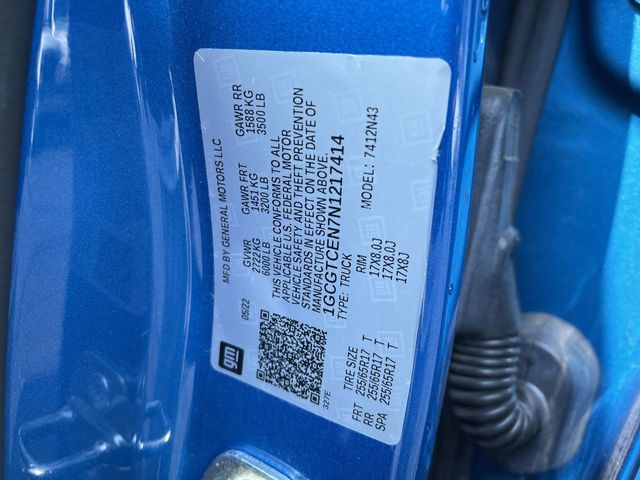 gm
05/22
MFD BY GENERAL MOTORS LLC
GVWR GAWR FRT GAWR RR
2722 KG 1451 KG 1588 KG
6000 LB 3200 LB 3500 LB
THIS VEHICLE CONFORMS TO ALL
APPLICABLE U.S. FEDERAL MOTOR
VEHICLE SAFETY AND THEFT PREVENTION
STANDARDS IN EFFECT ON THE DATE OF
MANUFACTURE SHOWN ABOVE.
1GCGTCEN7N1217414
TYPE: TRUCK MODEL: 7412N43
327E
TIRE SIZE RIM
FRT 255/65R17 T 17X8.0J
RR 255/65R17 T 17X8.0J
SPA 255/65R17 T 17X8J